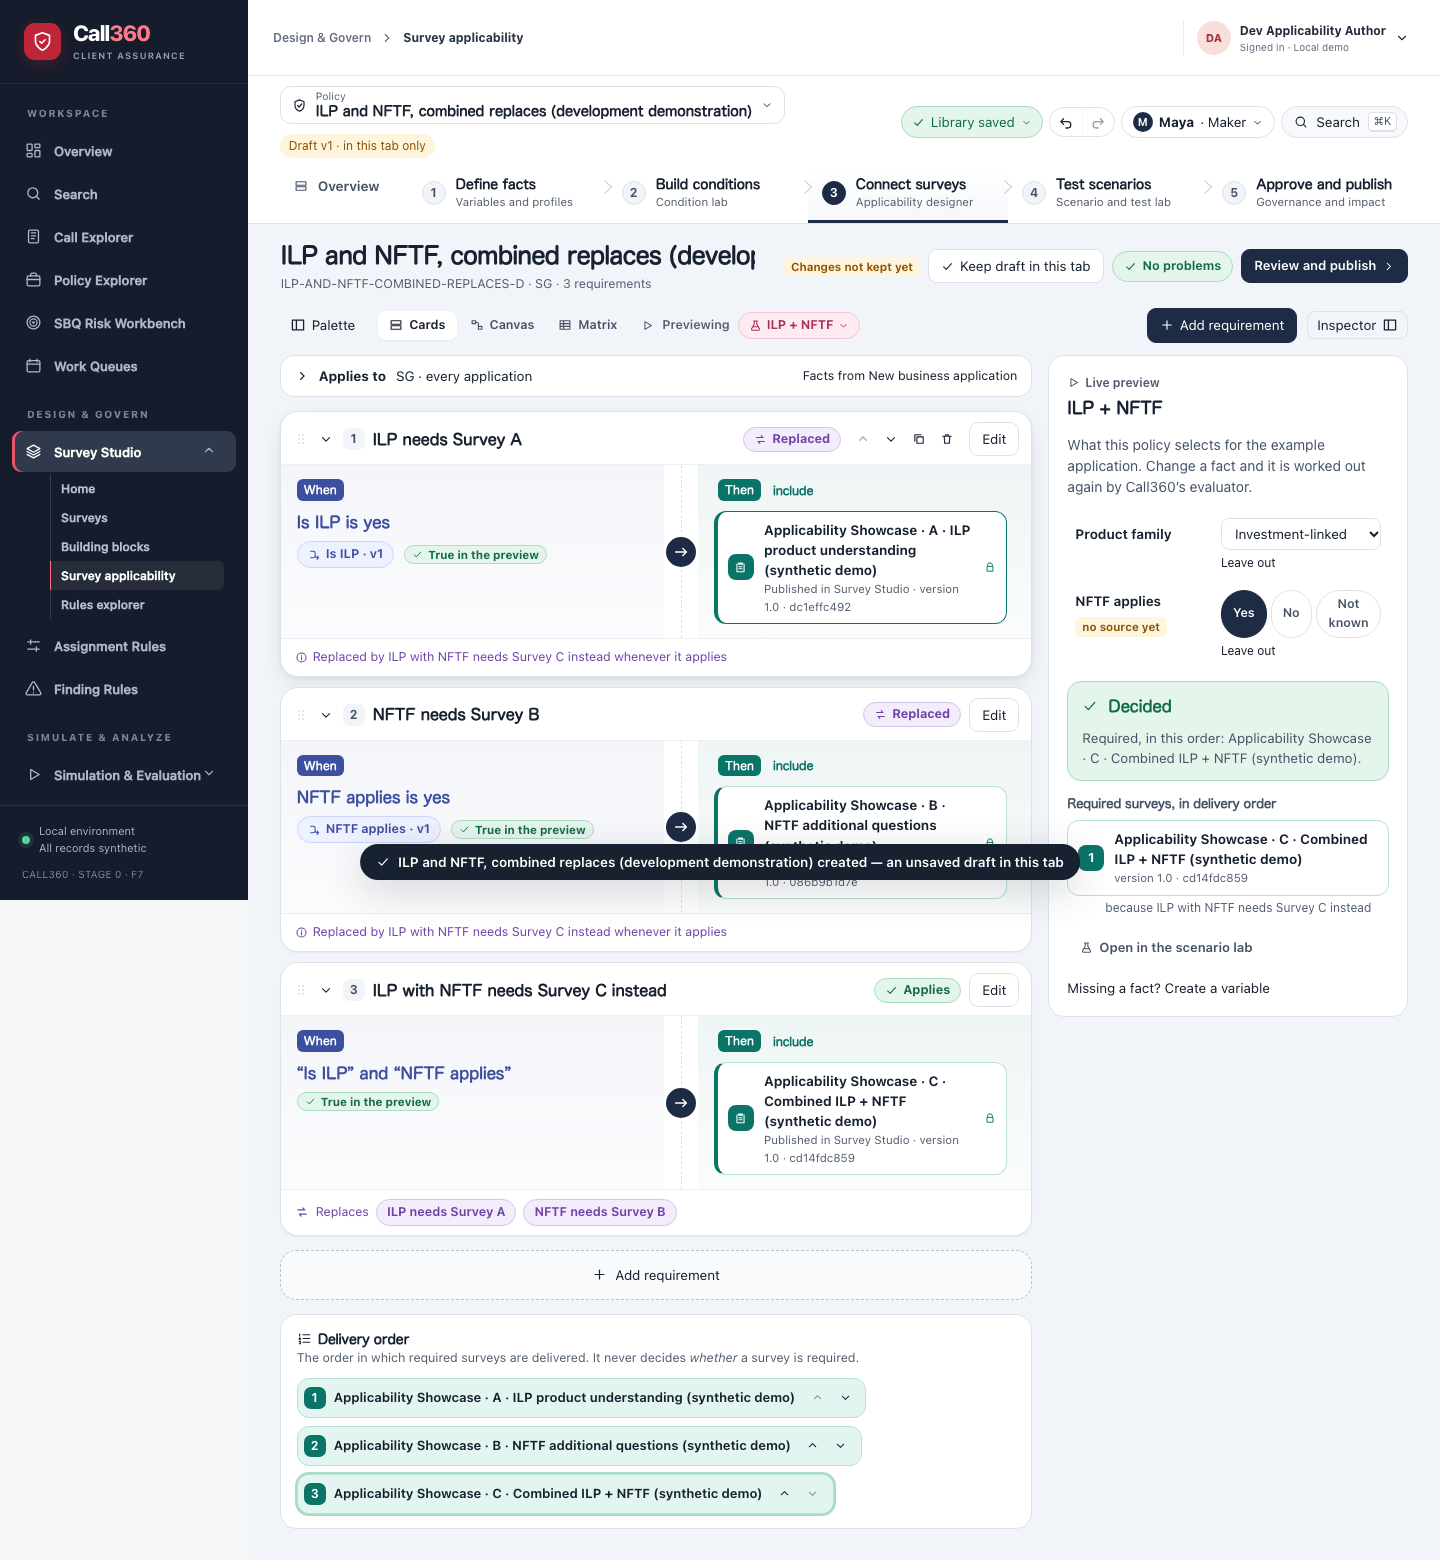 Call360
CLIENT ASSURANCE
WORKSPACE
Overview
Search
Call Explorer
Policy Explorer
SBQ Risk Workbench
Work Queues
DESIGN & GOVERN
Survey Studio
Home
Surveys
Building blocks
Survey applicability
Rules explorer
Assignment Rules
Finding Rules
SIMULATE & ANALYZE
Simulation & Evaluation
Local environment
All records synthetic
CALL360 · STAGE 0 · F7
Design & Govern
Survey applicability
DA
Dev Applicability Author
Signed in · Local demo
Policy
ILP and NFTF, combined replaces (development demonstration)
Draft v1 · in this tab only
Library saved
M Maya · Maker
Search ⌘K
Overview
1 Define facts
Variables and profiles
2 Build conditions
Condition lab
3 Connect surveys
Applicability designer
4 Test scenarios
Scenario and test lab
5 Approve and publish
Governance and impact
ILP and NFTF, combined replaces (develop
ILP-AND-NFTF-COMBINED-REPLACES-D · SG · 3 requirements
Changes not kept yet
Keep draft in this tab
No problems
Review and publish
Palette
Cards
Canvas
Matrix
Previewing
ILP + NFTF
Add requirement
Inspector
Applies to SG · every application
Facts from New business application
1 ILP needs Survey A
Replaced
Edit
When
Is ILP is yes
Is ILP · v1
True in the preview
Then include
Applicability Showcase · A · ILP
product understanding
(synthetic demo)
Published in Survey Studio · version
1.0 · dc1effc492
Replaced by ILP with NFTF needs Survey C instead whenever it applies
2 NFTF needs Survey B
Replaced
Edit
When
NFTF applies is yes
NFTF applies · v1
True in the preview
Then include
Applicability Showcase · B ·
NFTF additional questions
1.0 · 086b9b1d7e
ILP and NFTF, combined replaces (development demonstration) created — an unsaved draft in this tab
Replaced by ILP with NFTF needs Survey C instead whenever it applies
3 ILP with NFTF needs Survey C instead
Applies
Edit
When
“Is ILP” and “NFTF applies”
True in the preview
Then include
Applicability Showcase · C ·
Combined ILP + NFTF
(synthetic demo)
Published in Survey Studio · version
1.0 · cd14fdc859
Replaces
ILP needs Survey A
NFTF needs Survey B
Add requirement
Delivery order
The order in which required surveys are delivered. It never decides whether a survey is required.
1 Applicability Showcase · A · ILP product understanding (synthetic demo)
2 Applicability Showcase · B · NFTF additional questions (synthetic demo)
3 Applicability Showcase · C · Combined ILP + NFTF (synthetic demo)
Live preview
ILP + NFTF
What this policy selects for the example
application. Change a fact and it is worked out
again by Call360's evaluator.
Product family
Investment-linked
Leave out
NFTF applies
no source yet
Yes
No
Not
known
Leave out
Decided
Required, in this order: Applicability Showcase
· C · Combined ILP + NFTF (synthetic demo).
Required surveys, in delivery order
1 Applicability Showcase · C · Combined
ILP + NFTF (synthetic demo)
version 1.0 · cd14fdc859
because ILP with NFTF needs Survey C instead
Open in the scenario lab
Missing a fact? Create a variable